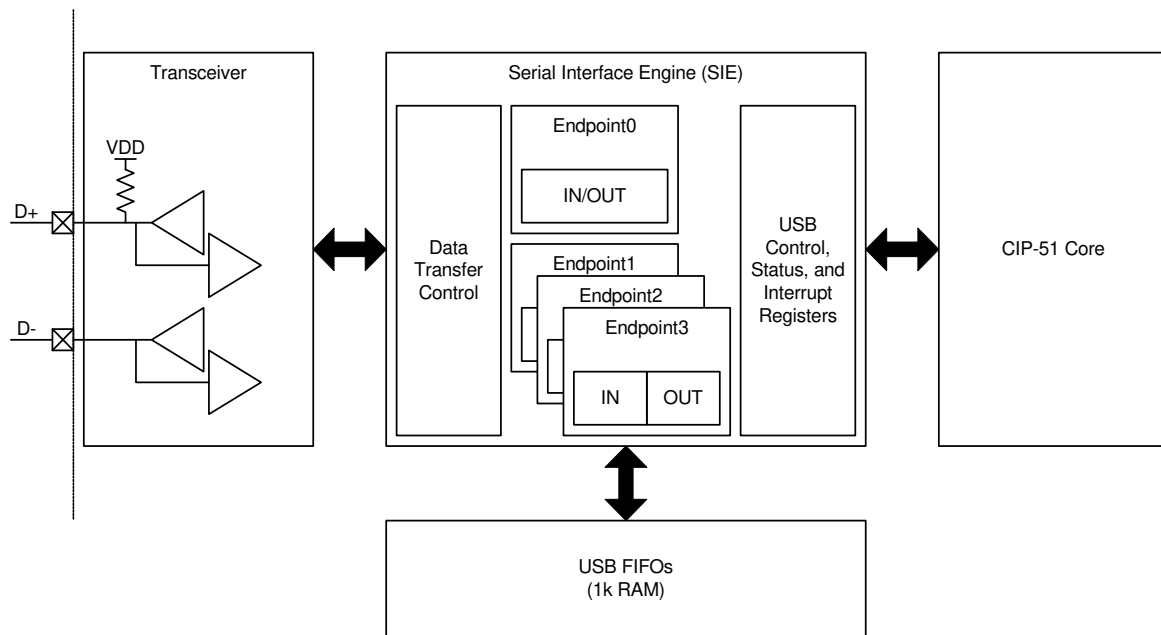 Transceiver
VDD
D+
D-
Serial Interface Engine (SIE)
Data
Transfer
Control
Endpoint0
IN/OUT
Endpoint1
Endpoint2
Endpoint3
IN
OUT
USB
Control,
Status, and
Interrupt
Registers
CIP-51 Core
USB FIFOs
(1k RAM)